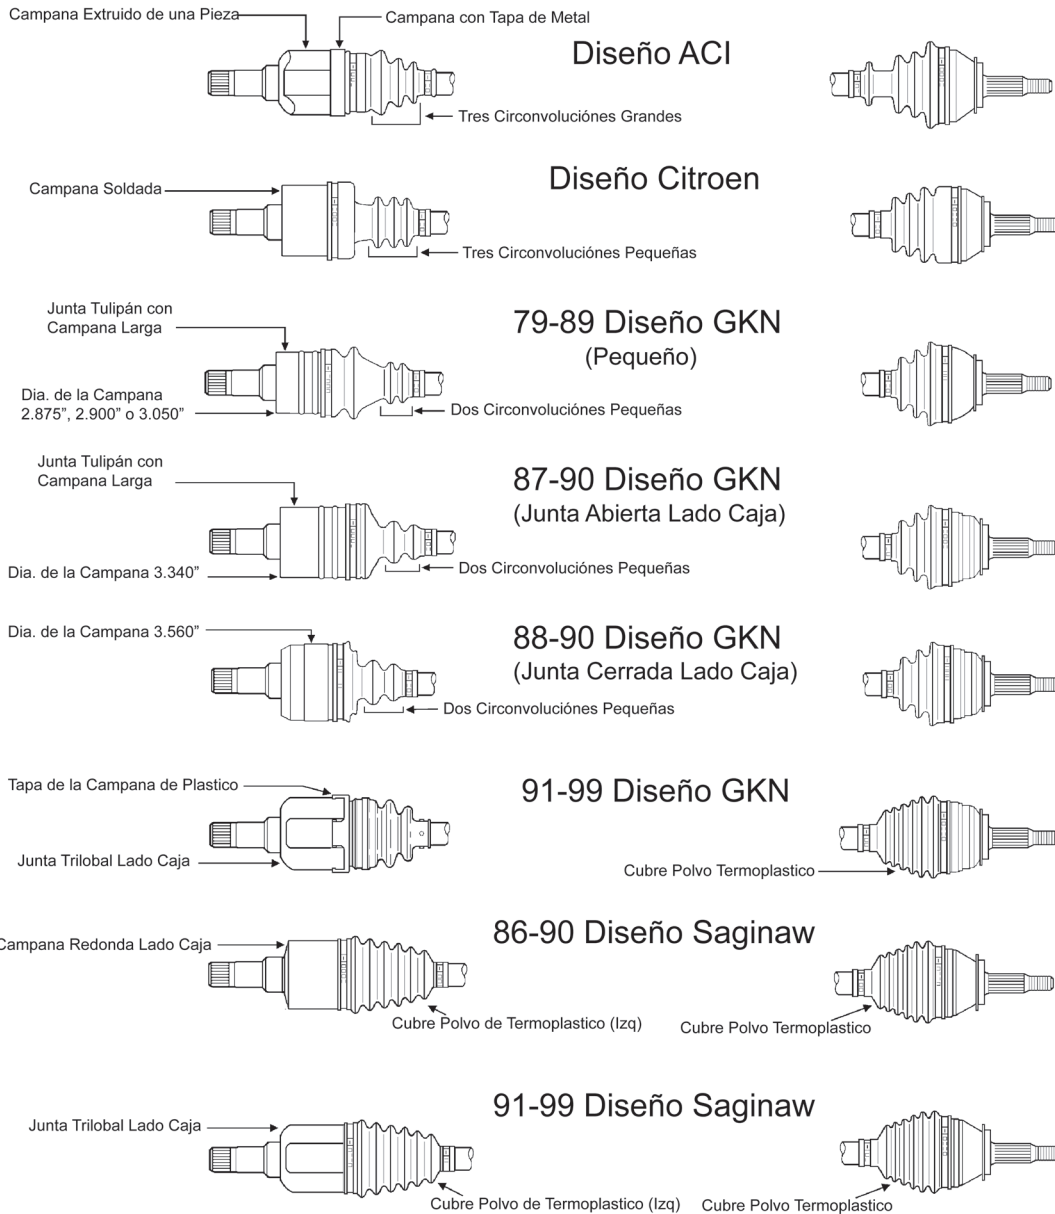 Campana Extruido de una Pieza
Campana con Tapa de Metal
Diseño ACI
Tres Circonvoluciónes Grandes
Diseño Citroen
Campana Soldada
Tres Circonvoluciónes Pequeñas
Junta Tulipán con
Campana Larga
79-89 Diseño GKN
(Pequeño)
Dia. de la Campana
2.875”, 2.900” o 3.050”
Dos Circonvoluciónes Pequeñas
Junta Tulipán con
Campana Larga
87-90 Diseño GKN
(Junta Abierta Lado Caja)
Dia. de la Campana 3.340”
Dos Circonvoluciónes Pequeñas
Dia. de la Campana 3.560”
88-90 Diseño GKN
(Junta Cerrada Lado Caja)
Dos Circonvoluciónes Pequeñas
Tapa de la Campana de Plastico
91-99 Diseño GKN
Junta Trilobal Lado Caja
Cubre Polvo Termoplastico
86-90 Diseño Saginaw
Campana Redonda Lado Caja
Cubre Polvo de Termoplastico (Izq)
Cubre Polvo Termoplastico
91-99 Diseño Saginaw
Junta Trilobal Lado Caja
Cubre Polvo de Termoplastico (Izq)
Cubre Polvo Termoplastico